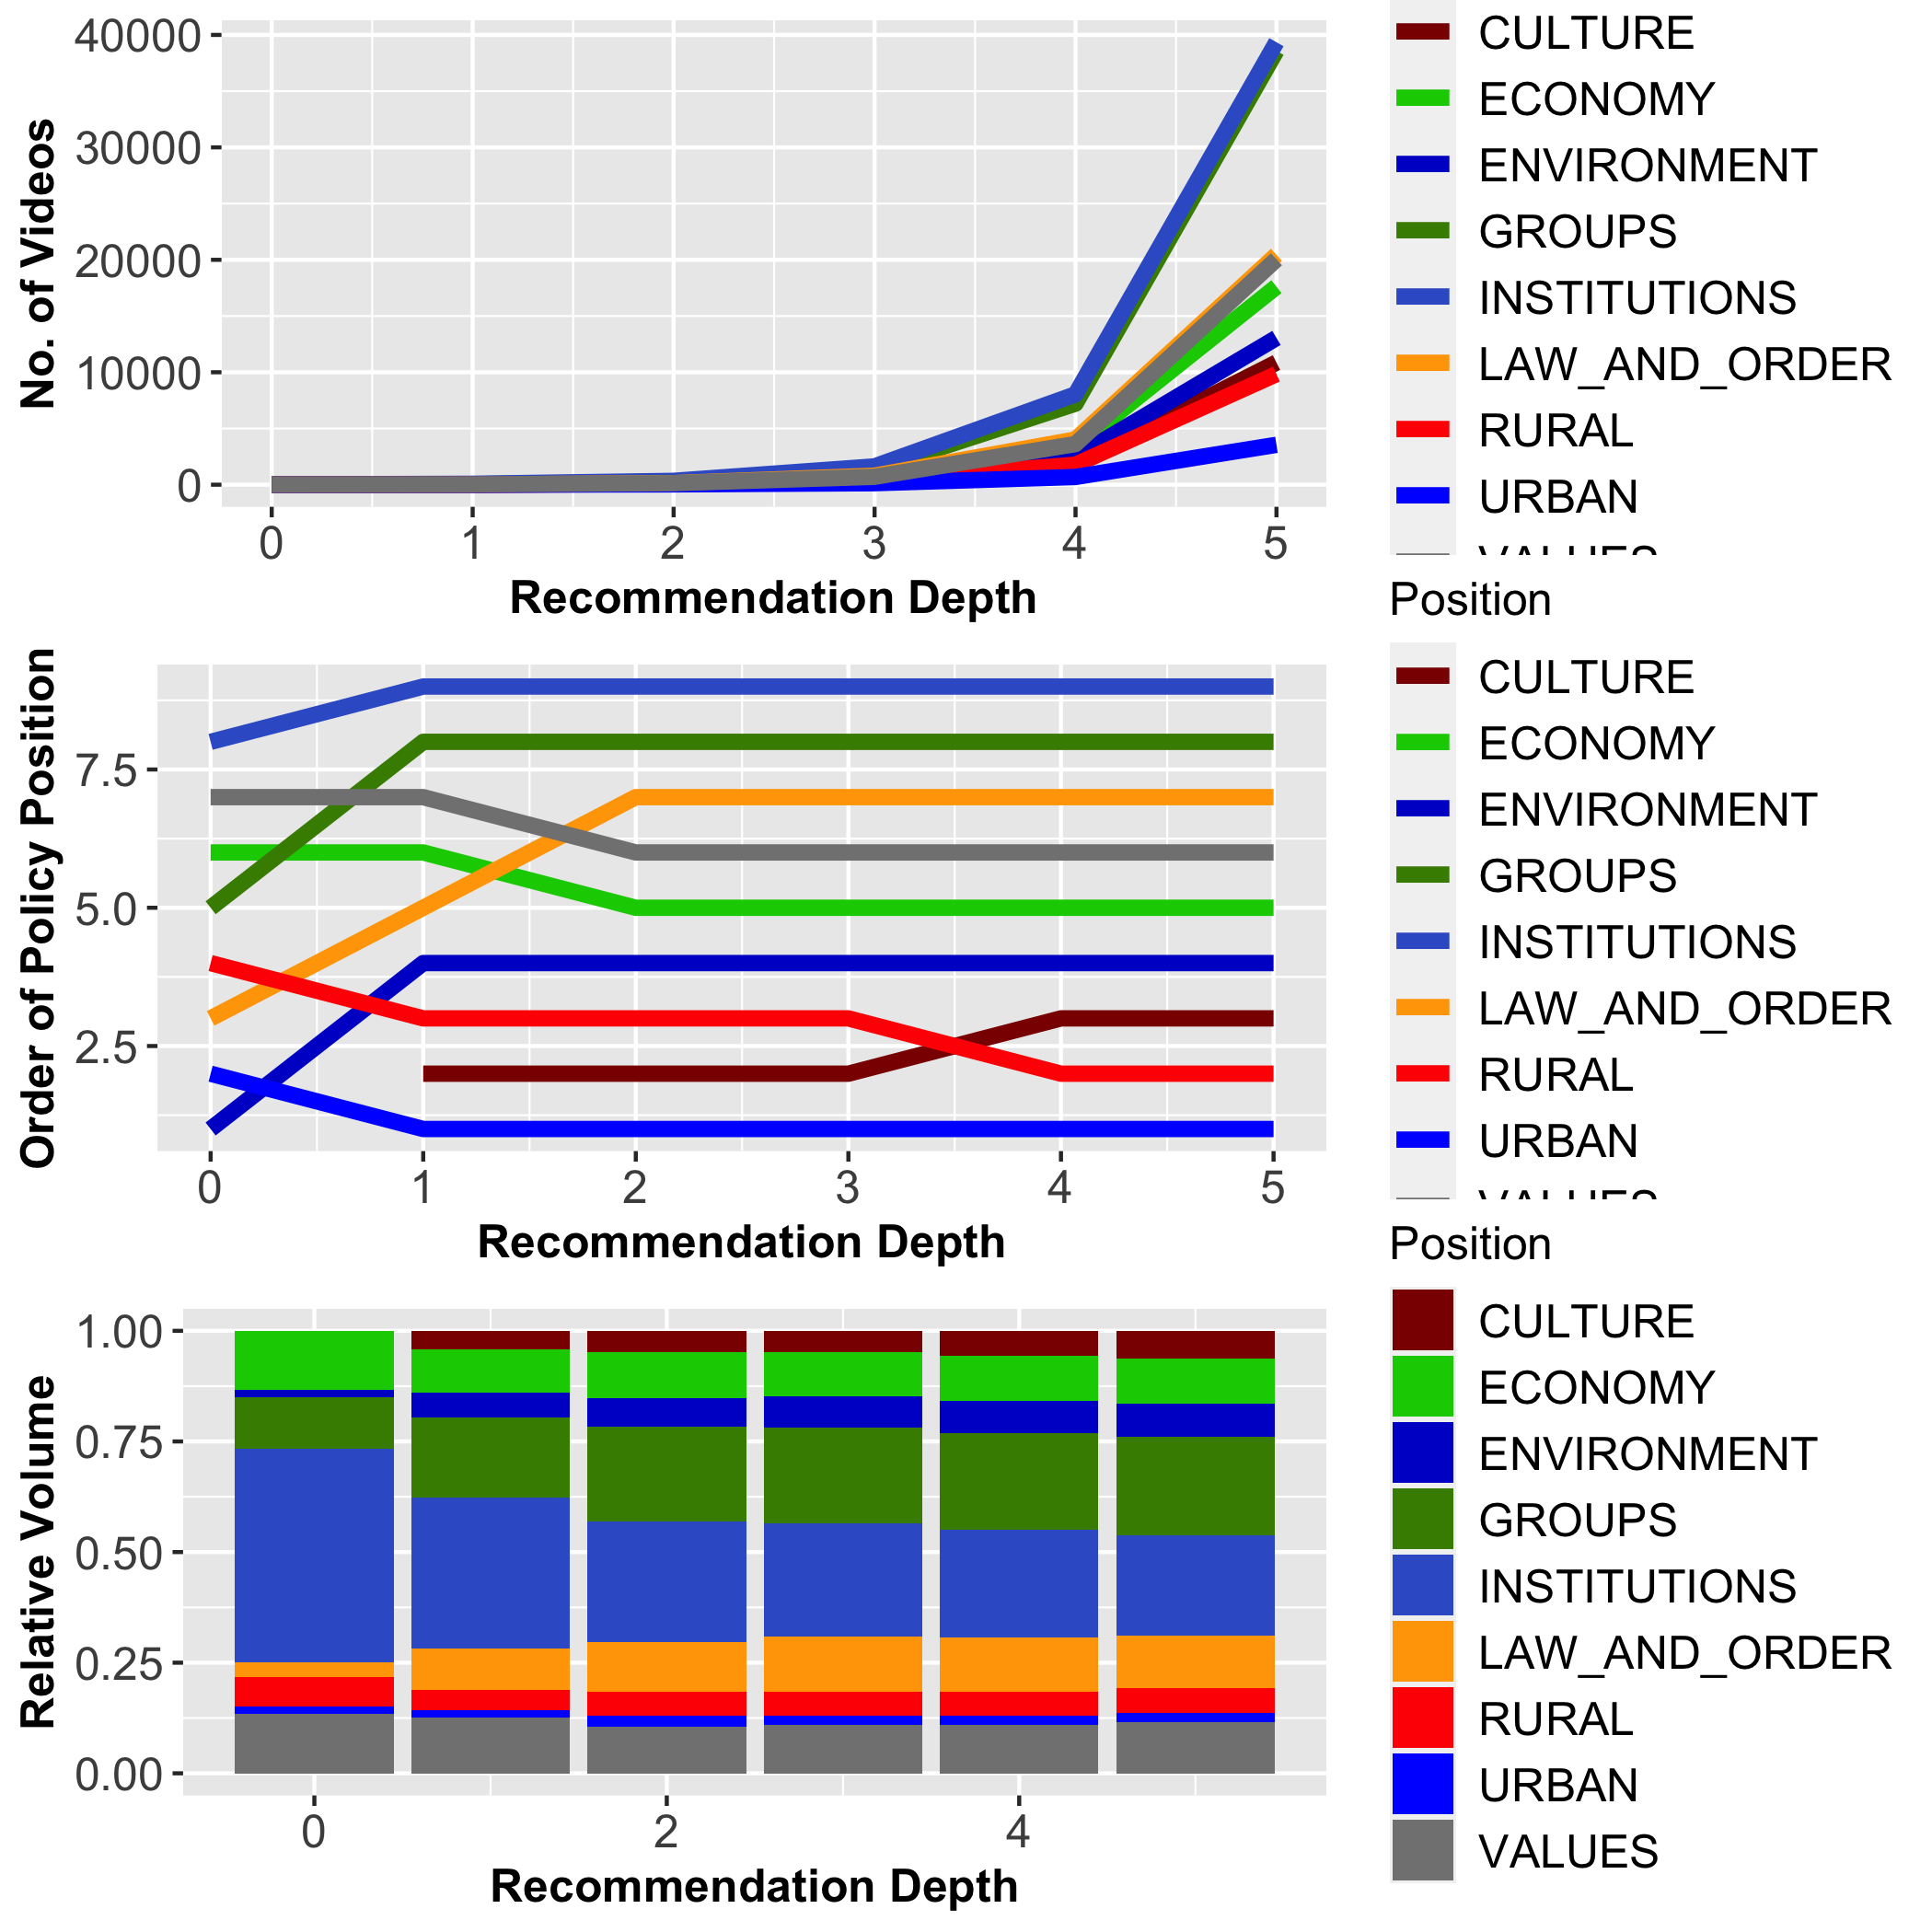 40000
30000
20000
10000
0
No. of Videos
0 1 2 3 4 5
Recommendation Depth
CULTURE
ECONOMY
ENVIRONMENT
GROUPS
INSTITUTIONS
LAW_AND_ORDER
RURAL
URBAN
VALUES
Position
7.5
5.0
2.5
Order of Policy Position
0 1 2 3 4 5
Recommendation Depth
CULTURE
ECONOMY
ENVIRONMENT
GROUPS
INSTITUTIONS
LAW_AND_ORDER
RURAL
URBAN
VALUES
Position
1.00
0.75
0.50
0.25
0.00
Relative Volume
0 2 4
Recommendation Depth
CULTURE
ECONOMY
ENVIRONMENT
GROUPS
INSTITUTIONS
LAW_AND_ORDER
RURAL
URBAN
VALUES